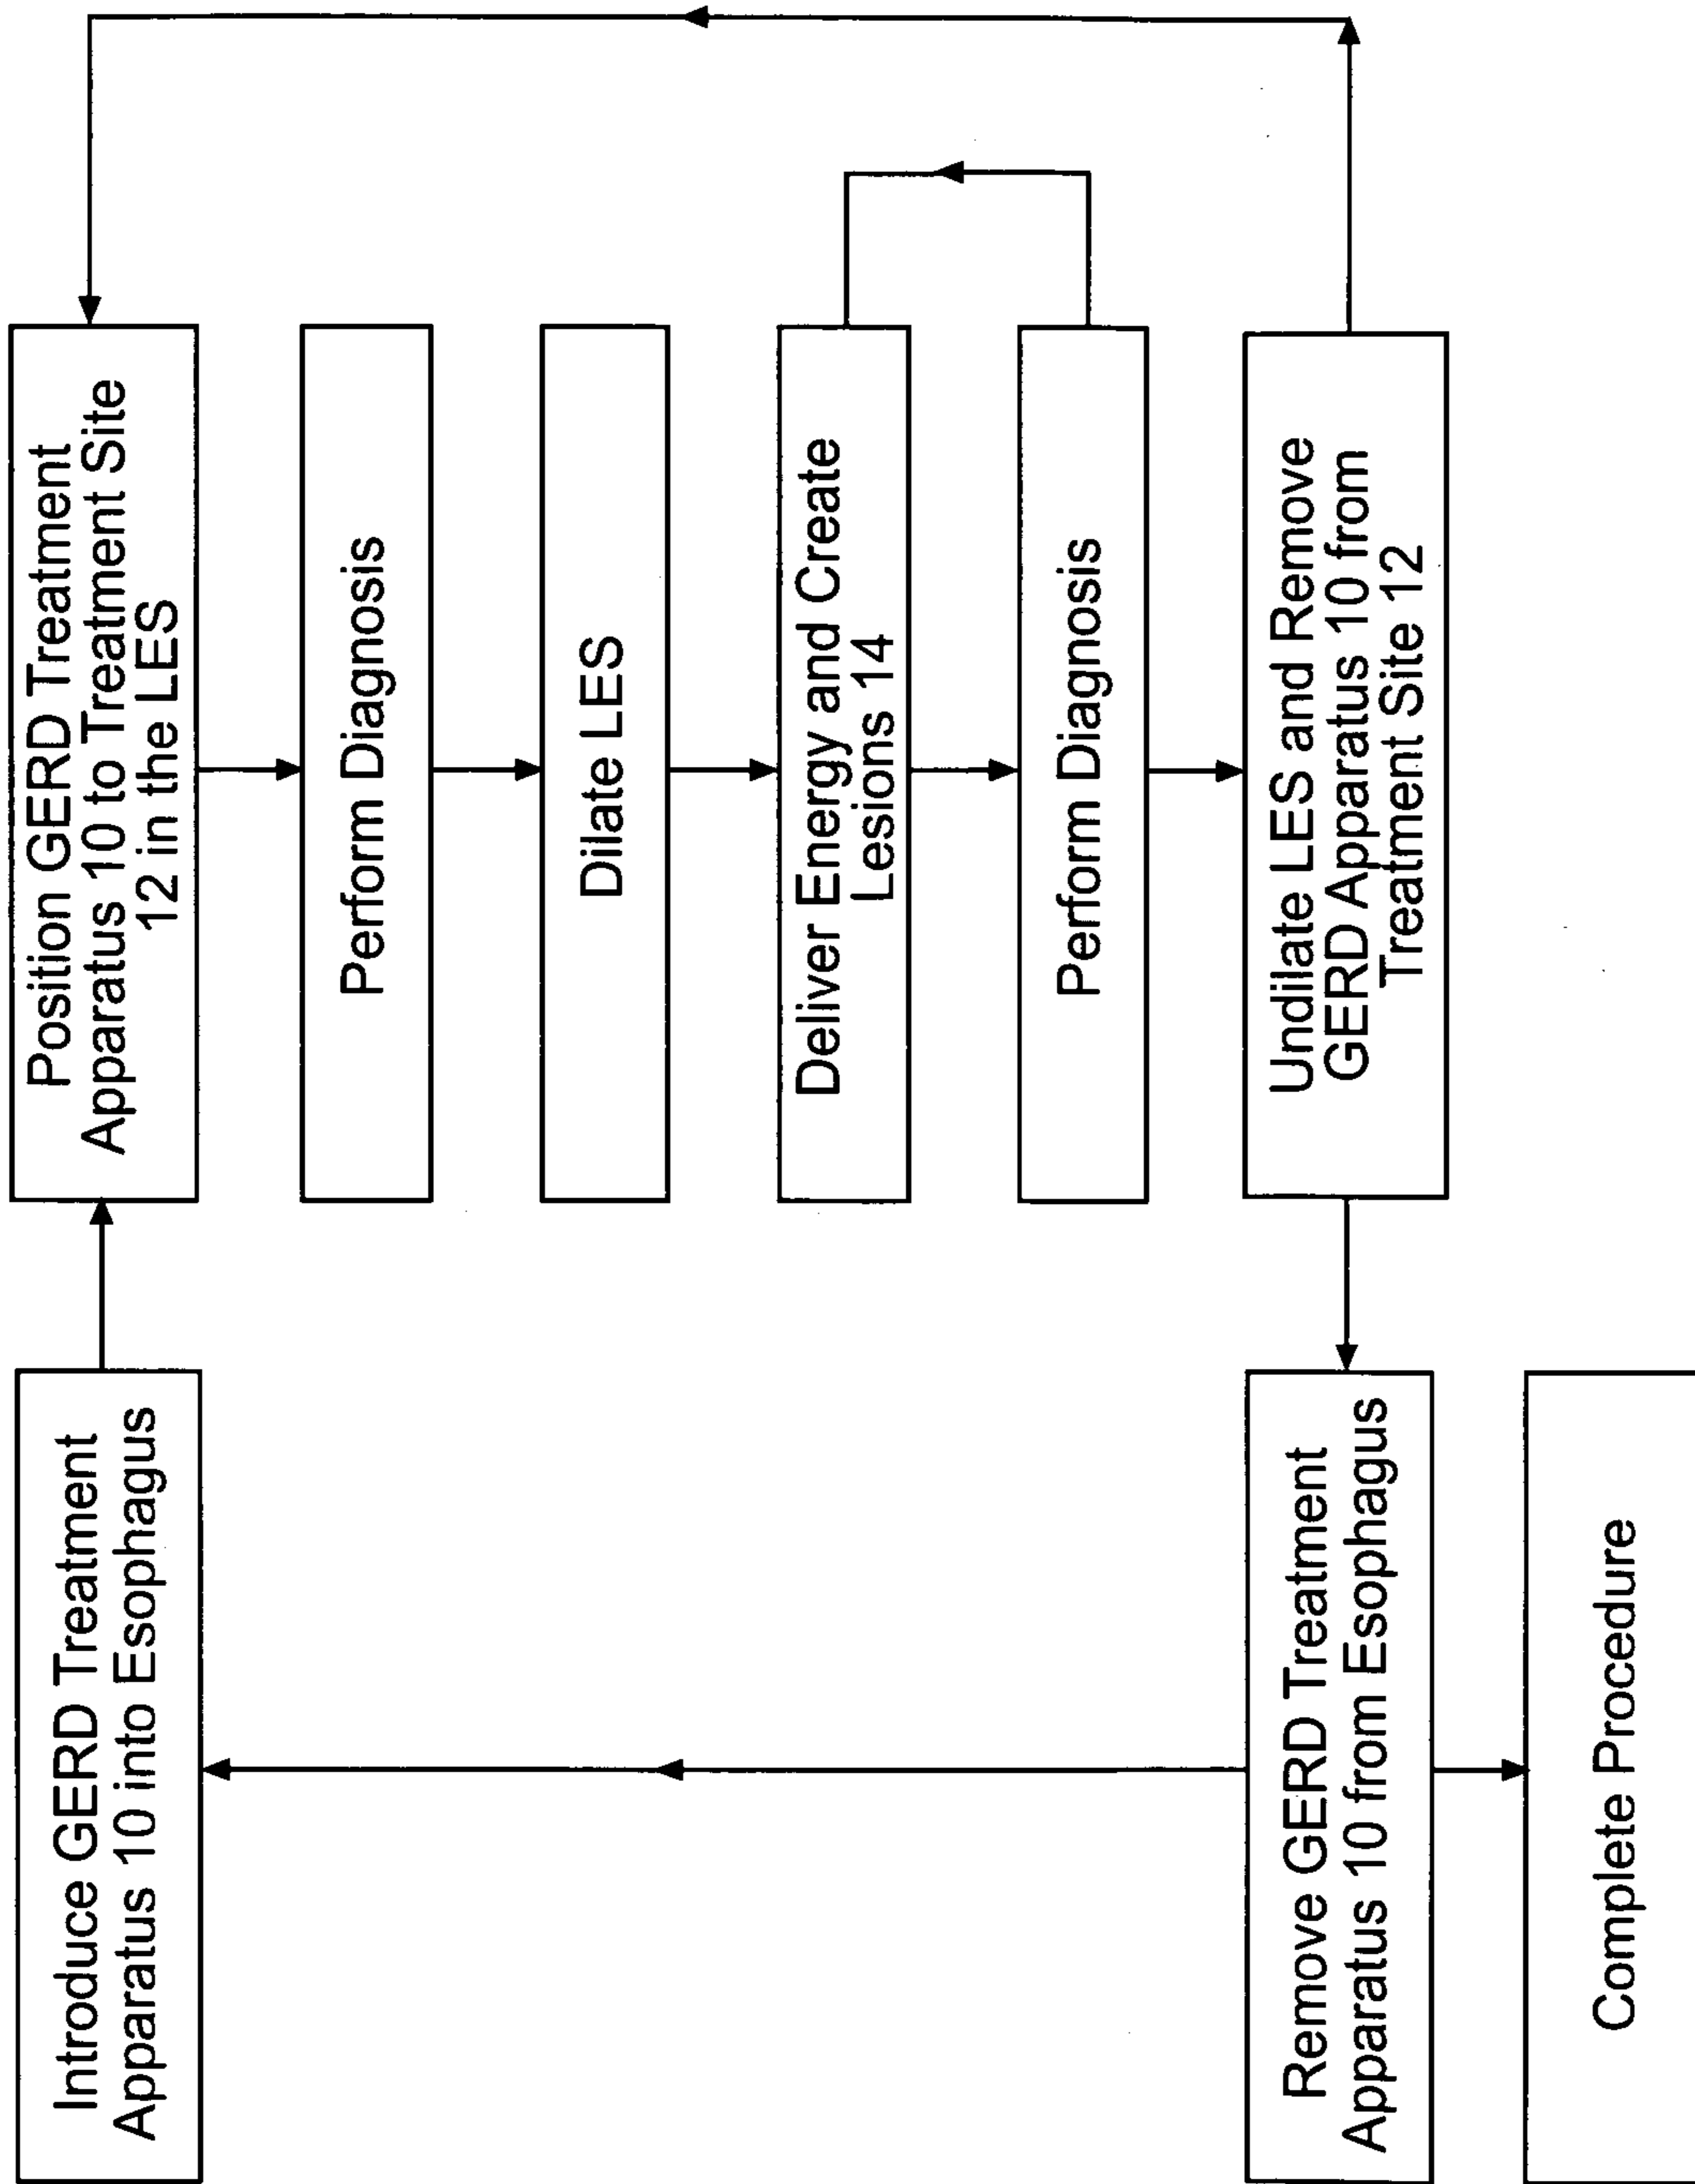 Introduce GERD Treatment
Apparatus 10 into Esophagus
Position GERD Treatment
Apparatus 10 to Treatment Site
12 in the LES
Perform Diagnosis
Dilate LES
Deliver Energy and Create
Lesions 14
Perform Diagnosis
Undilate LES and Remove
GERD Apparatus 10 from
Treatment Site 12
Remove GERD Treatment
Apparatus 10 from Esophagus
Complete Procedure